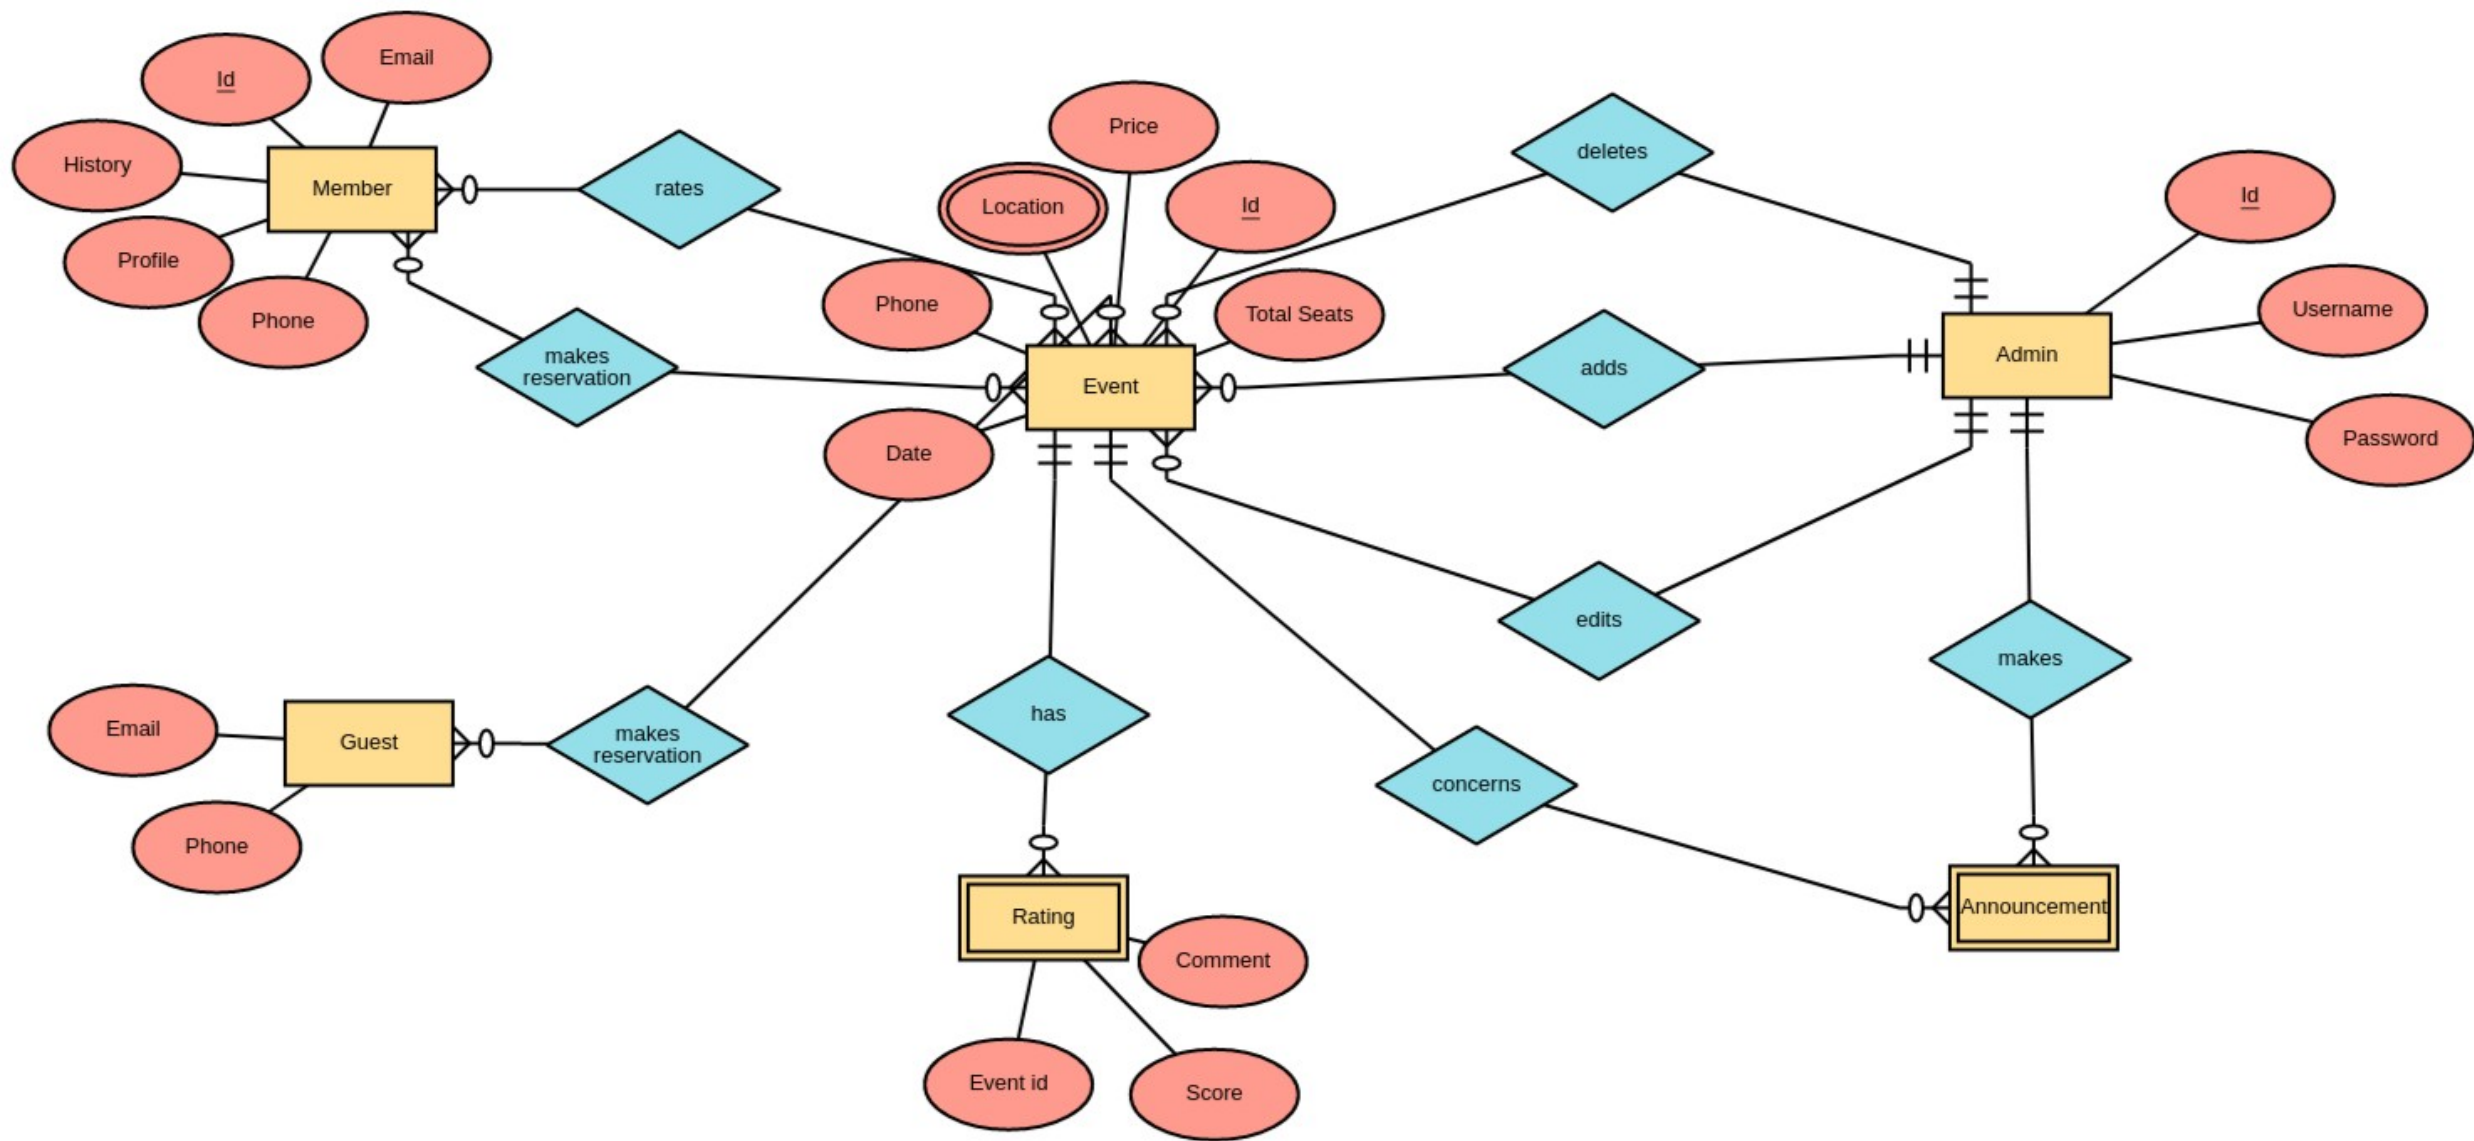 Email
Id
Price
deletes
History
Member
rates
Location
Id
Id
Profile
Phone
Phone
Total Seats
Username
makes
reservation
Event
adds
Admin
Date
Password
edits
makes
has
Email
Guest
makes
reservation
concerns
Phone
Rating
Announcement
Comment
Event id
Score